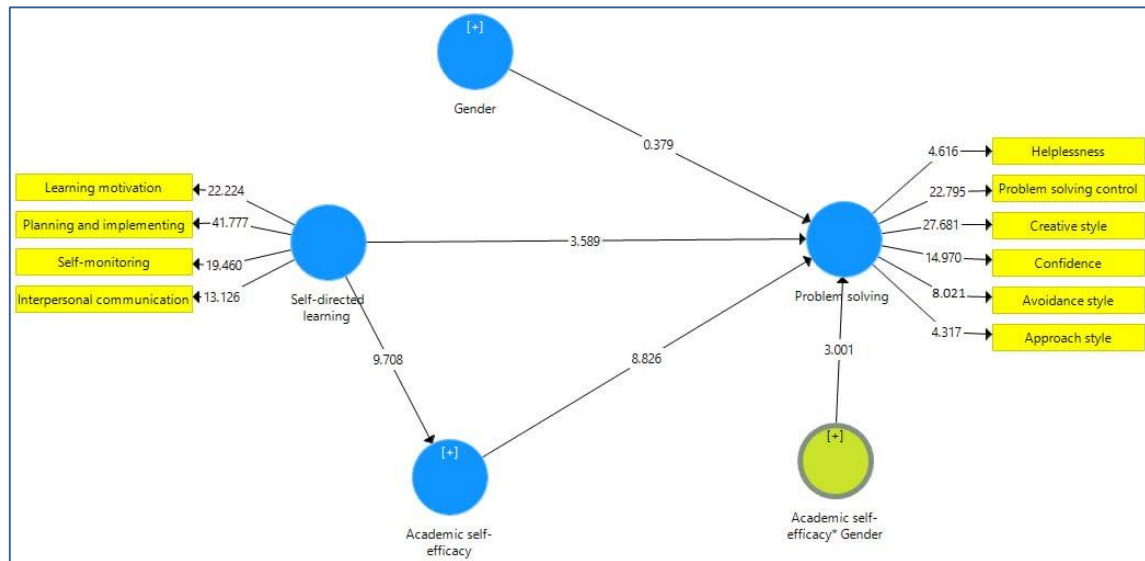 [+]
Gender
0.379
Learning motivation
22.224
Planning and implementing
41.777
Self-monitoring
19.460
Interpersonal communication
13.126
Self-directed
learning
3.589
4.616
Helplessness
22.795
Problem solving control
27.681
Creative style
14.970
Confidence
8.021
Avoidance style
4.317
Approach style
Problem solving
9.708
8.826
3.001
[+]
Academic self-
efficacy
[+]
Academic self-
efficacy* Gender